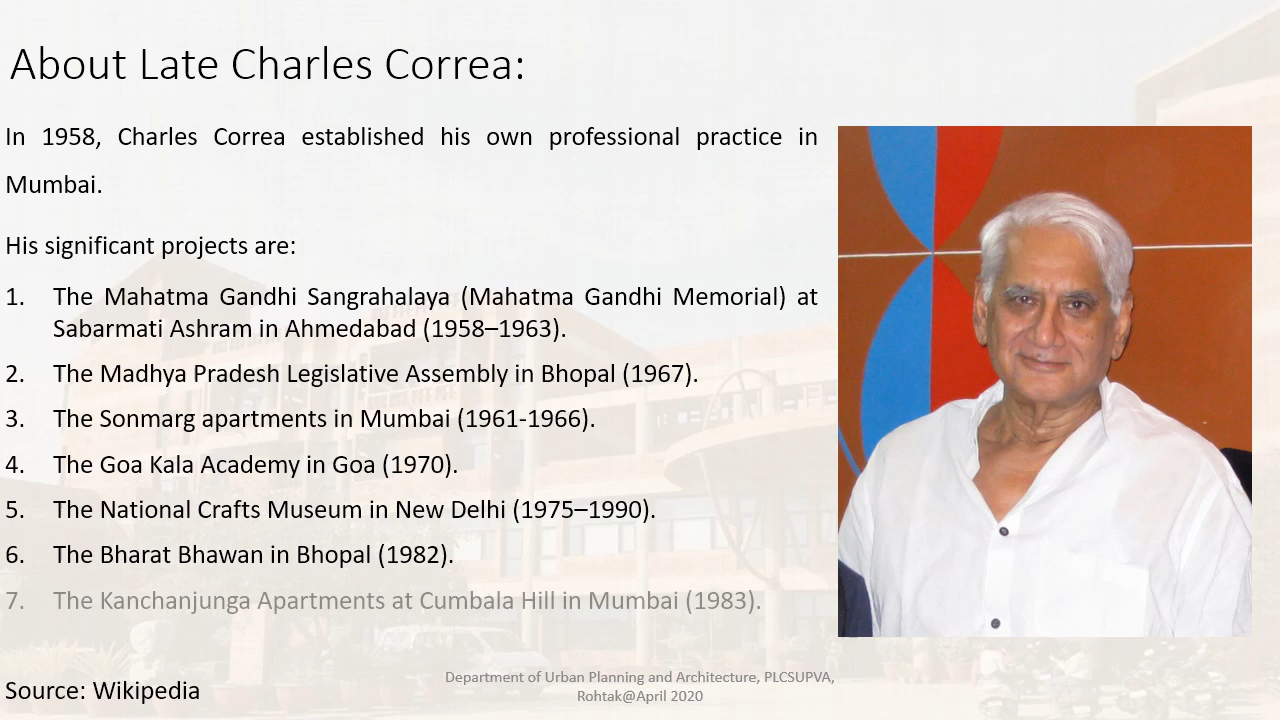 About Late Charles Correa:
In 1958, Charles Correa established his own professional practice in
Mumbai.
His significant projects are:
1. The Mahatma Gandhi Sangrahalaya (Mahatma Gandhi Memorial) at
Sabarmati Ashram in Ahmedabad (1958–1963).
2. The Madhya Pradesh Legislative Assembly in Bhopal (1967).
3. The Sonmarg apartments in Mumbai (1961-1966).
4. The Goa Kala Academy in Goa (1970).
5. The National Crafts Museum in New Delhi (1975–1990).
6. The Bharat Bhawan in Bhopal (1982).
7. The Kanchanjunga Apartments at Cumbala Hill in Mumbai (1983).
Source: Wikipedia
Department of Urban Planning and Architecture, PLCSUPVA,
Rohtak@April 2020